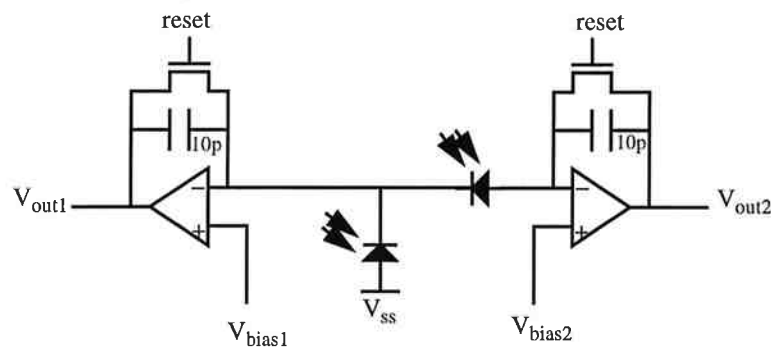 reset
reset
10p
10p
−
−
V_out1
V_out2
+
+
V_ss
V_bias1
V_bias2